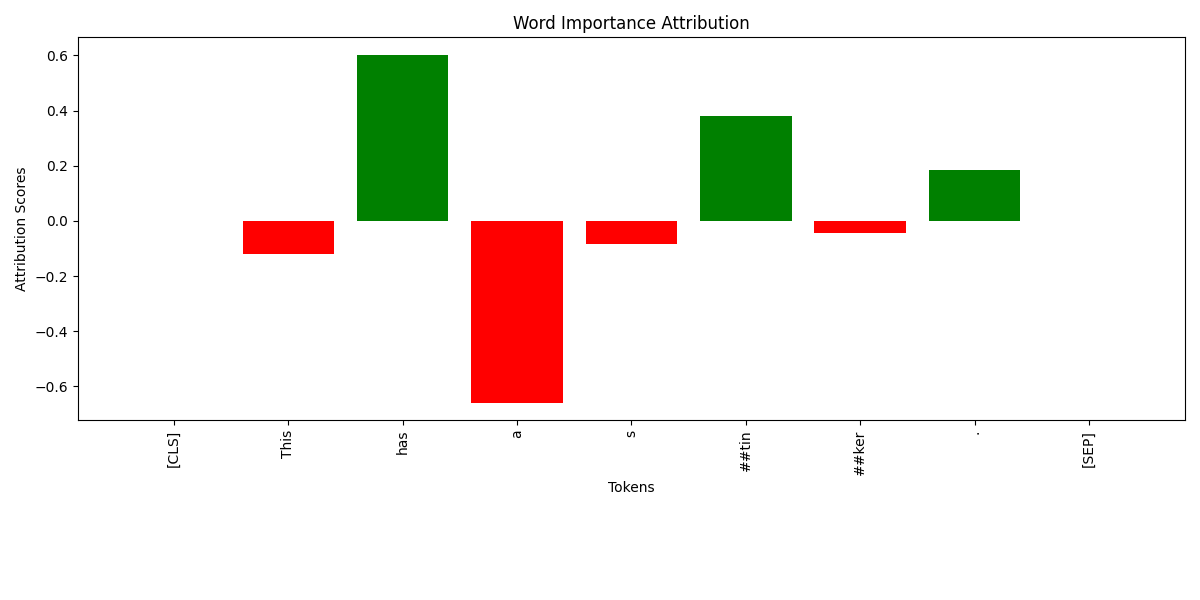 Word Importance Attribution
Attribution Scores
0.6
0.4
0.2
0.0
−0.2
−0.4
−0.6
[CLS]
This
has
a
s
##tin
##ker
.
[SEP]
Tokens